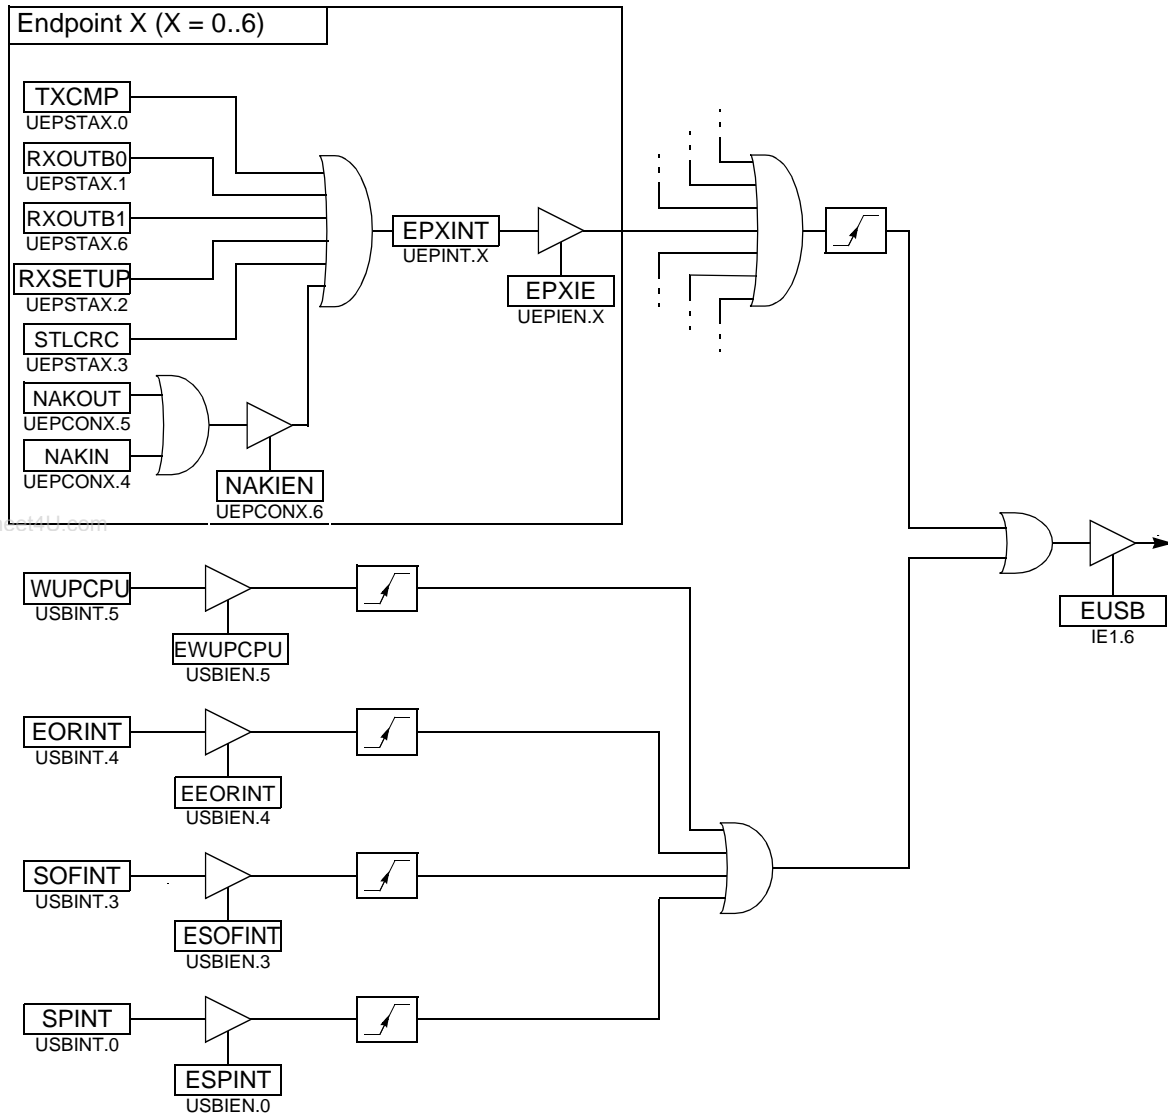 Endpoint X (X = 0..6)
TXCMP
UEPSTAX.0
RXOUTB0
UEPSTAX.1
RXOUTB1
UEPSTAX.6
RXSETUP
UEPSTAX.2
STLCRC
UEPSTAX.3
NAKOUT
UEPCONX.5
NAKIN
UEPCONX.4
NAKIEN
UEPCONX.6
EPXINT
UEPINT.X
EPXIE
UEPIEN.X
eet4U.com
WUPCPU
USBINT.5
EWUPCPU
USBIEN.5
EORINT
USBINT.4
EEORINT
USBIEN.4
SOFINT
USBINT.3
ESOFINT
USBIEN.3
SPINT
USBINT.0
ESPINT
USBIEN.0
EUSB
IE1.6